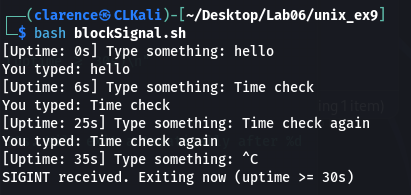 ┌──(clarence㉿CLKali)-[~/Desktop/Lab06/unix_ex9]
└─$ bash blockSignal.sh
[Uptime: 0s] Type something: hello
You typed: hello
[Uptime: 6s] Type something: Time check
You typed: Time check
[Uptime: 25s] Type something: Time check again
You typed: Time check again
[Uptime: 35s] Type something: ^C
SIGINT received. Exiting now (uptime >= 30s)